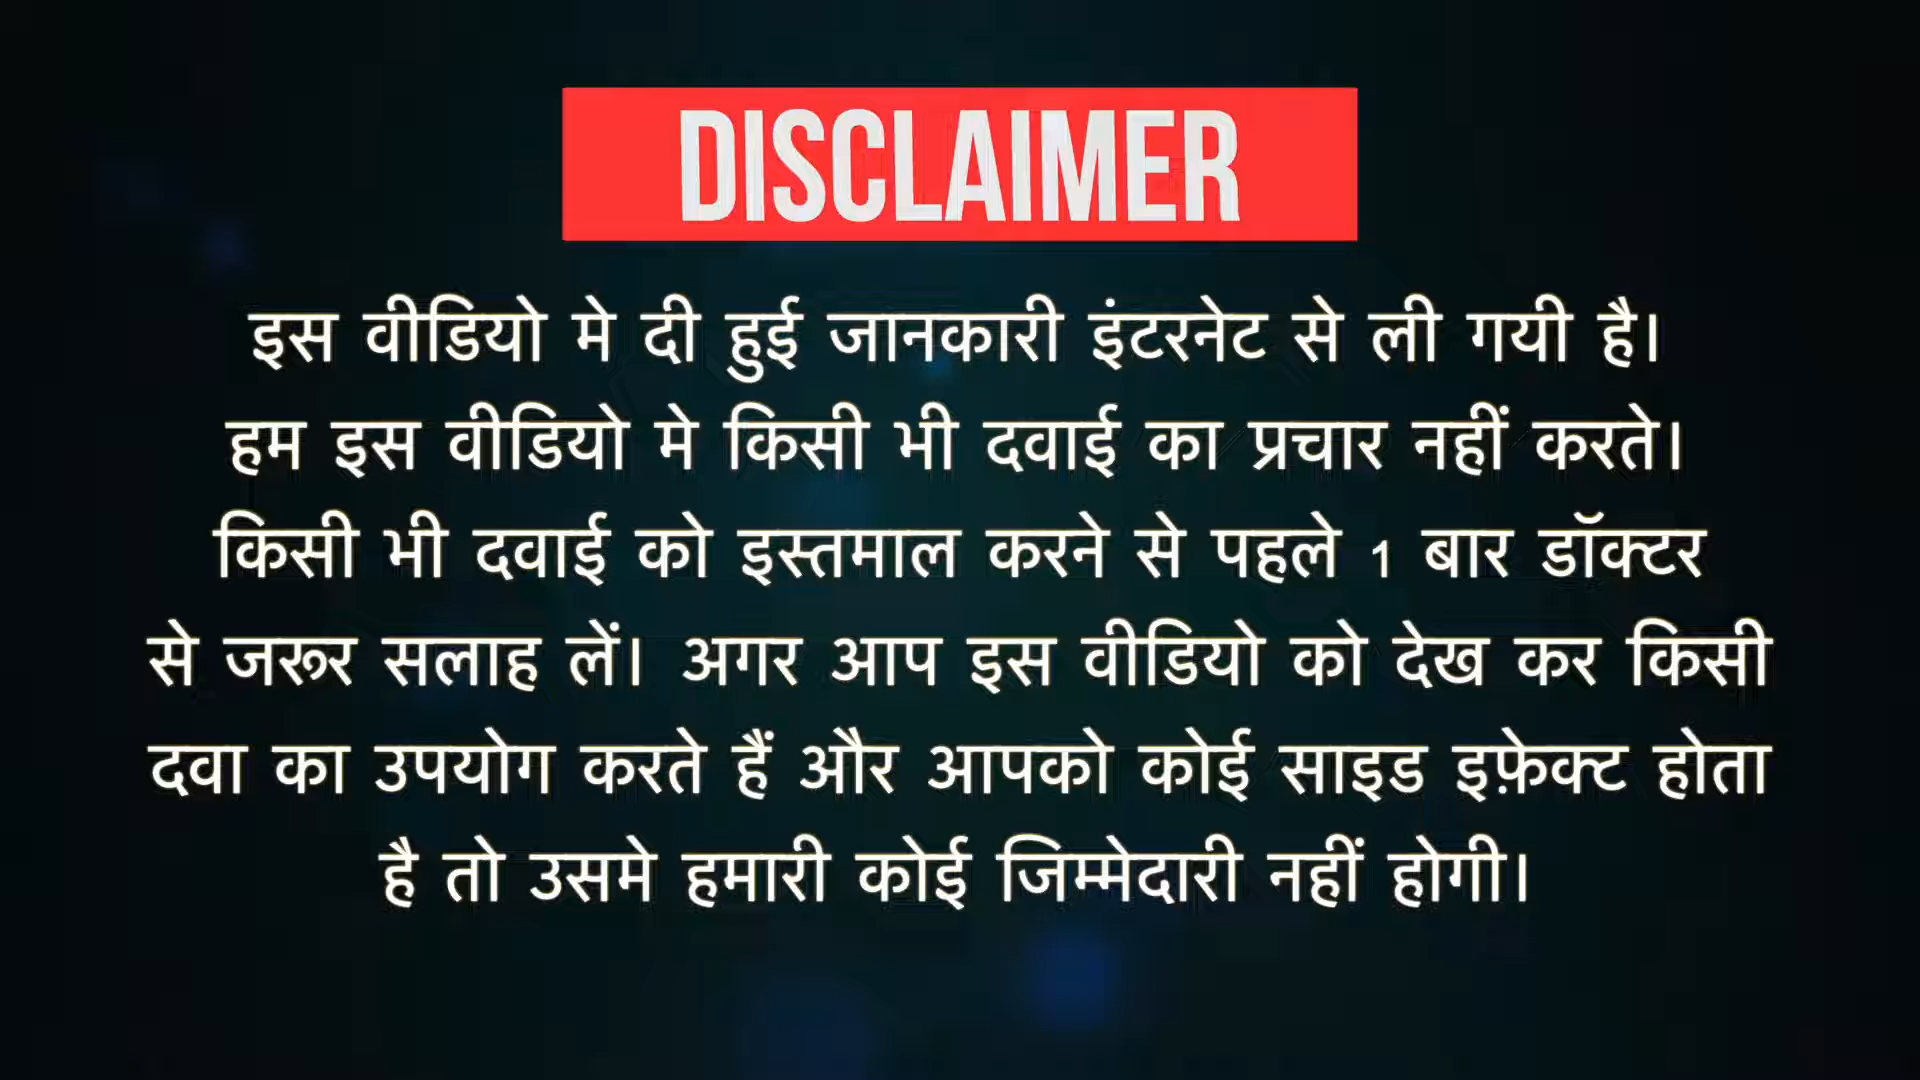 DISCLAIMER
इस वीडियो मे दी हुई जानकारी इंटरनेट से ली गयी है।
हम इस वीडियो मे किसी भी दवाई का प्रचार नहीं करते।
किसी भी दवाई को इस्तमाल करने से पहले 1 बार डॉक्टर
से जरूर सलाह लें। अगर आप इस वीडियो को देख कर किसी
दवा का उपयोग करते हैं और आपको कोई साइड इफ़ेक्ट होता
है तो उसमे हमारी कोई जिम्मेदारी नहीं होगी।